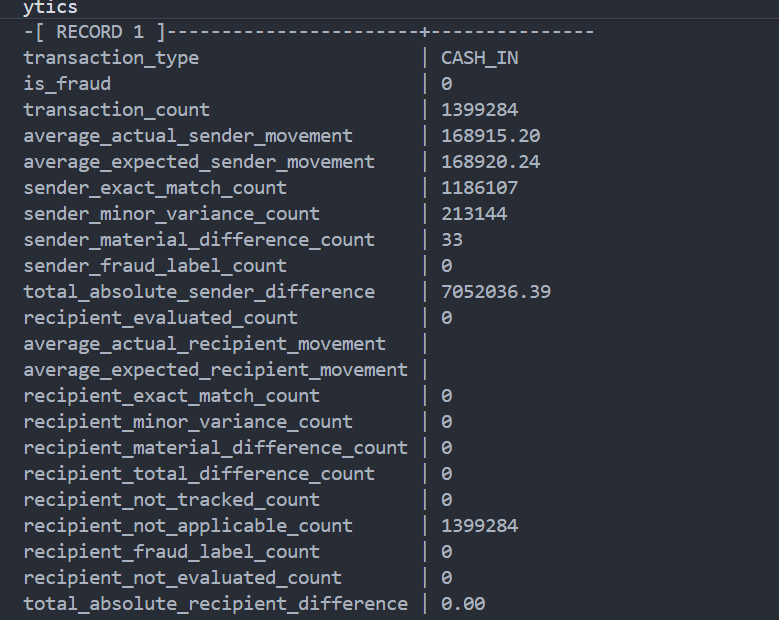 ytics
-[ RECORD 1 ]-----------------------+---------------
transaction_type                    | CASH_IN
is_fraud                            | 0
transaction_count                   | 1399284
average_actual_sender_movement      | 168915.20
average_expected_sender_movement    | 168920.24
sender_exact_match_count            | 1186107
sender_minor_variance_count         | 213144
sender_material_difference_count    | 33
sender_fraud_label_count            | 0
total_absolute_sender_difference    | 7052036.39
recipient_evaluated_count           | 0
average_actual_recipient_movement   |
average_expected_recipient_movement |
recipient_exact_match_count         | 0
recipient_minor_variance_count      | 0
recipient_material_difference_count | 0
recipient_total_difference_count    | 0
recipient_not_tracked_count         | 0
recipient_not_applicable_count      | 1399284
recipient_fraud_label_count         | 0
recipient_not_evaluated_count       | 0
total_absolute_recipient_difference | 0.00